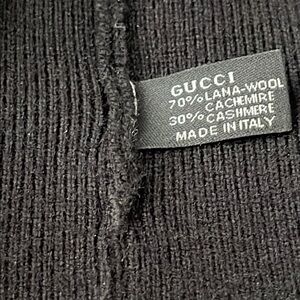 GUCCI
70% LANA-WOOL
CACHEMIRE
30% CASHMERE
MADE IN ITALY